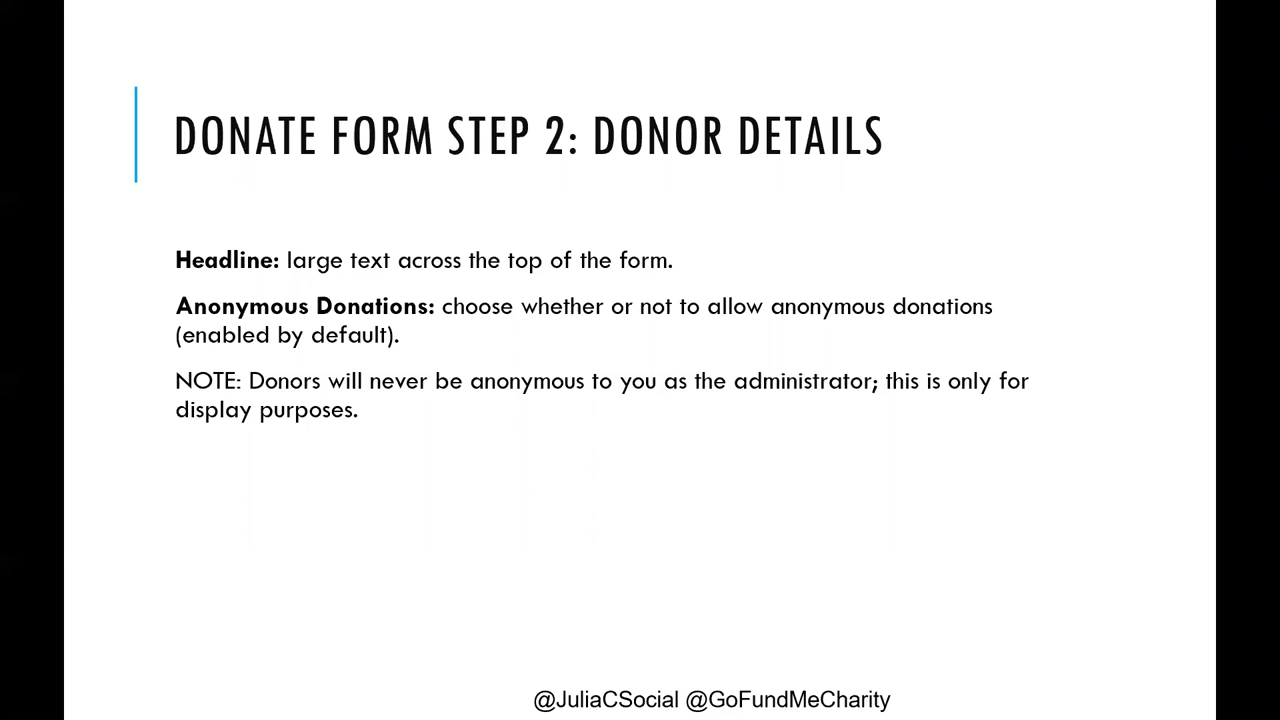 DONATE FORM STEP 2: DONOR DETAILS
Headline: large text across the top of the form.
Anonymous Donations: choose whether or not to allow anonymous donations
(enabled by default).
NOTE: Donors will never be anonymous to you as the administrator; this is only for
display purposes.
@JuliaCSocial @GoFundMeCharity